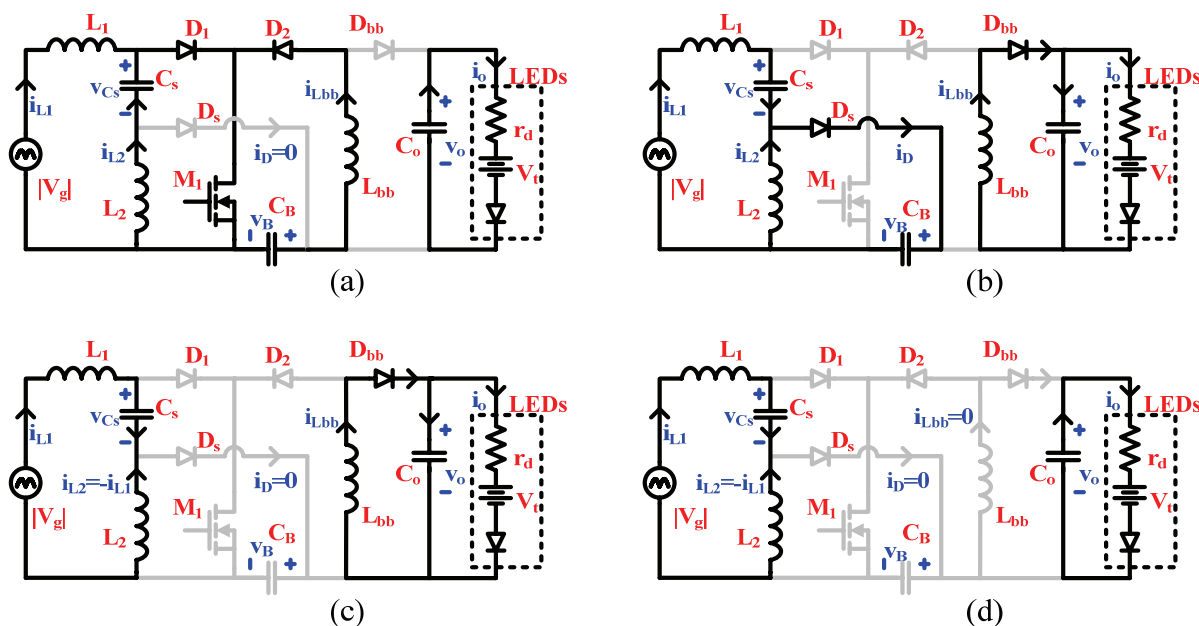 L1 D1 D2 Dbb
+ vCs - Cs
iL1 iL2 Ds iD=0 iLbb
io LEDs
|Vg| L2 M1 vB CB - + Lbb
Co + vo - rd Vt
(a)
L1 D1 D2 Dbb
+ vCs - Cs
iL1 iL2 Ds iD iLbb
io LEDs
|Vg| L2 M1 vB CB - + Lbb
Co + vo - rd Vt
(b)
L1 D1 D2 Dbb
+ vCs - Cs
iL1 iL2=-iL1 Ds iD=0 iLbb
io LEDs
|Vg| L2 M1 vB CB - + Lbb
Co + vo - rd Vt
(c)
L1 D1 D2 Dbb
+ vCs - Cs
iL1 iL2=-iL1 Ds iD=0 iLbb=0
io LEDs
|Vg| L2 M1 vB CB - + Lbb
Co + vo - rd Vt
(d)